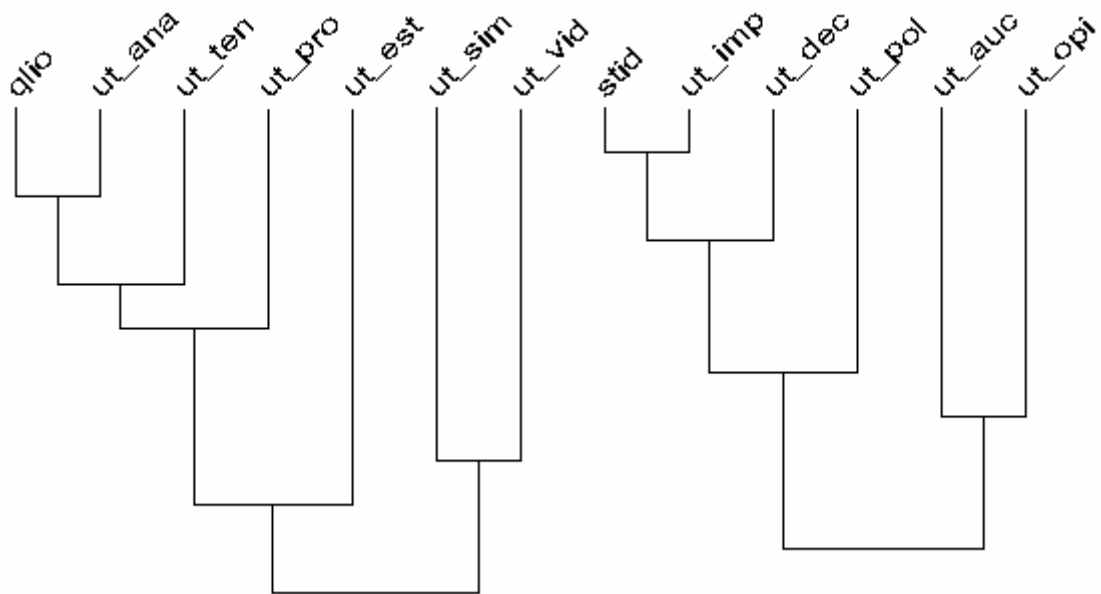 qlio
ut_ana
ut_ten
ut_pro
ut_est
ut_sim
ut_vid
stid
ut_imp
ut_dec
ut_pol
ut_auc
ut_opi